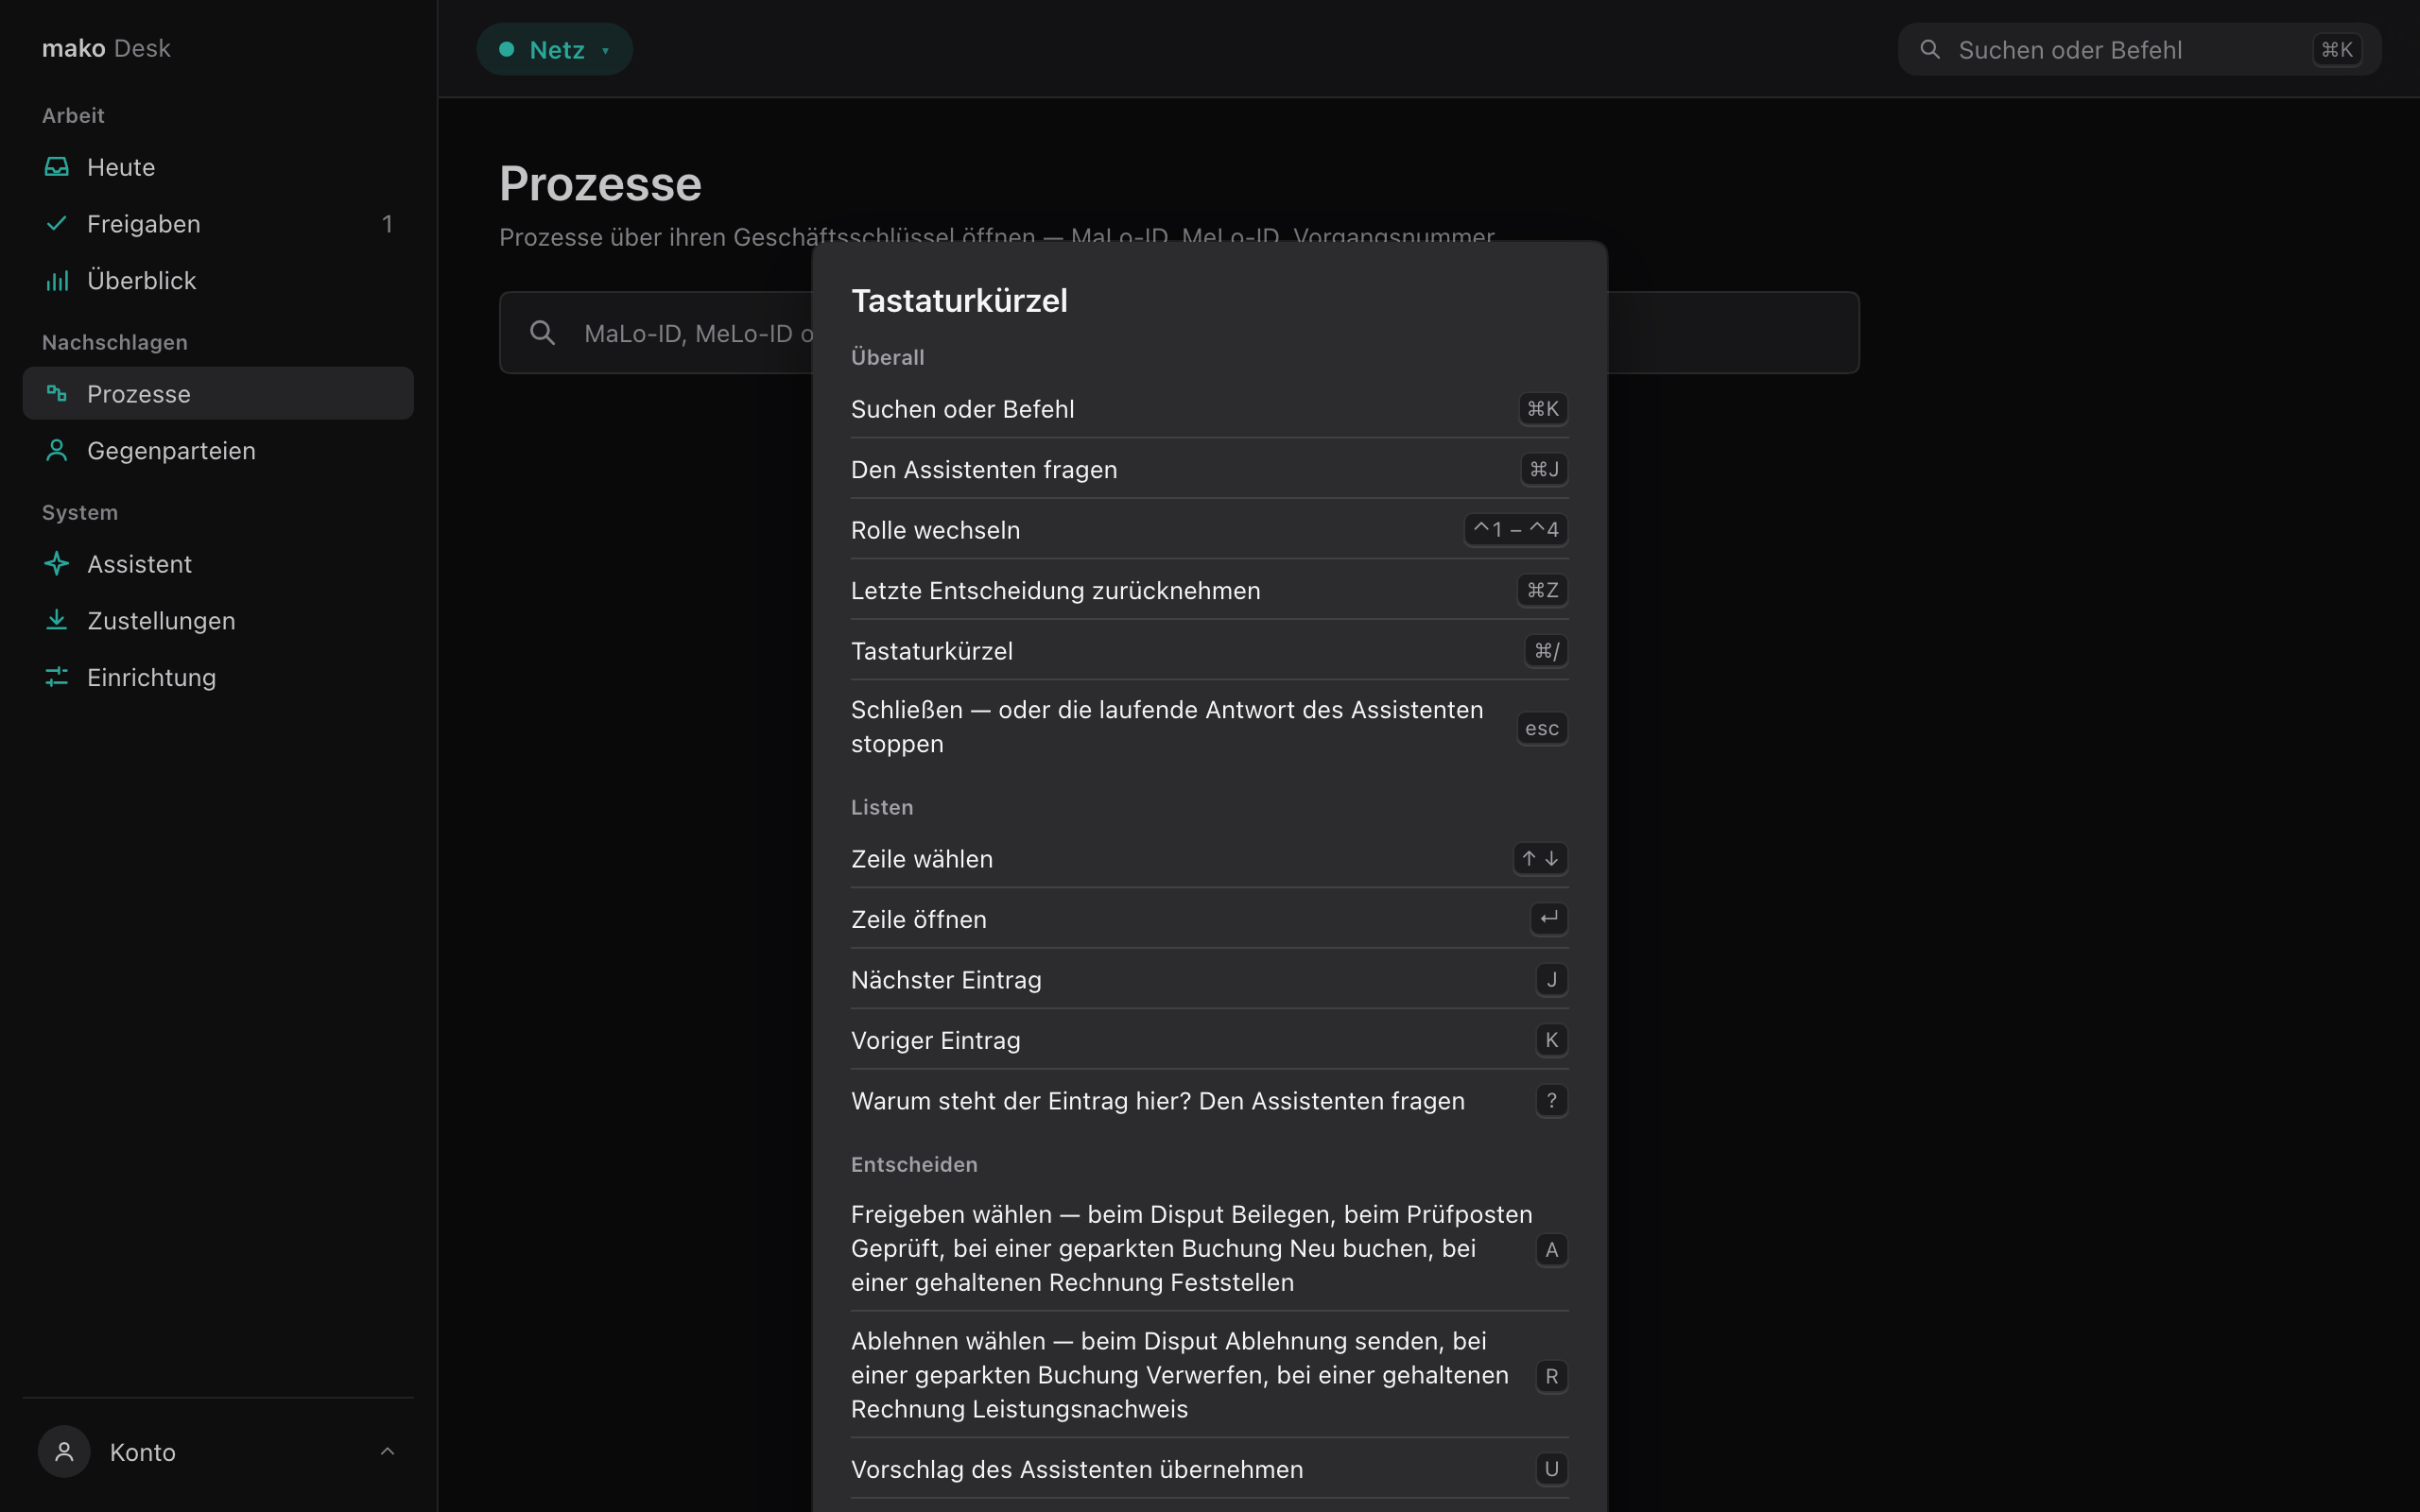 mako Desk
Arbeit
Heute
Freigaben 1
Überblick
Nachschlagen
Prozesse
Gegenparteien
System
Assistent
Zustellungen
Einrichtung
Konto
Netz
Suchen oder Befehl ⌘K
Prozesse
Prozesse über ihren Geschäftsschlüssel öffnen — MaLo-ID, MeLo-ID, Vorgangsnummer
MaLo-ID, MeLo-ID
Tastaturkürzel
Überall
Suchen oder Befehl ⌘K
Den Assistenten fragen ⌘J
Rolle wechseln ^1 – ^4
Letzte Entscheidung zurücknehmen ⌘Z
Tastaturkürzel ⌘/
Schließen — oder die laufende Antwort des Assistenten
stoppen esc
Listen
Zeile wählen ↑ ↓
Zeile öffnen ↵
Nächster Eintrag J
Voriger Eintrag K
Warum steht der Eintrag hier? Den Assistenten fragen ?
Entscheiden
Freigeben wählen — beim Disput Beilegen, beim Prüfposten
Geprüft, bei einer geparkten Buchung Neu buchen, bei A
einer gehaltenen Rechnung Feststellen
Ablehnen wählen — beim Disput Ablehnung senden, bei
einer geparkten Buchung Verwerfen, bei einer gehaltenen R
Rechnung Leistungsnachweis
Vorschlag des Assistenten übernehmen U